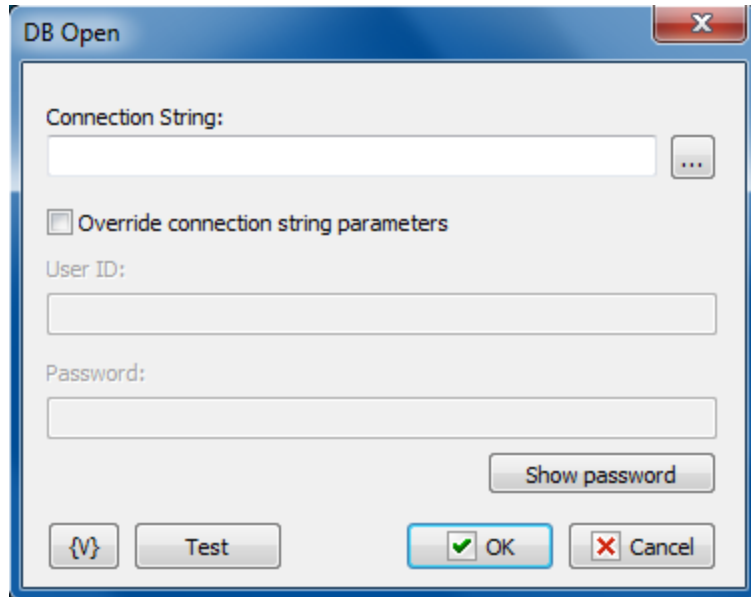 DB Open
Connection String:
...
Override connection string parameters
User ID:
Password:
Show password
{V} Test OK Cancel